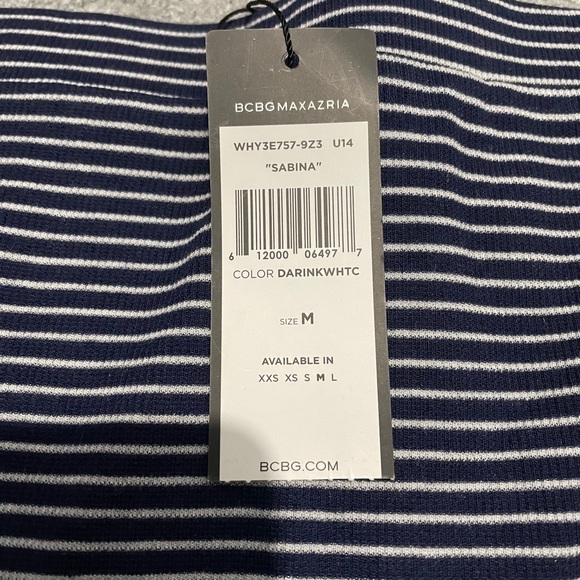 BCBGMAXAZRIA
WHY3E757-9Z3 U14
"SABINA"
6 12000 06497 7
COLOR DARINKWHTC
SIZE M
AVAILABLE IN
XXS XS S M L
BCBG.COM